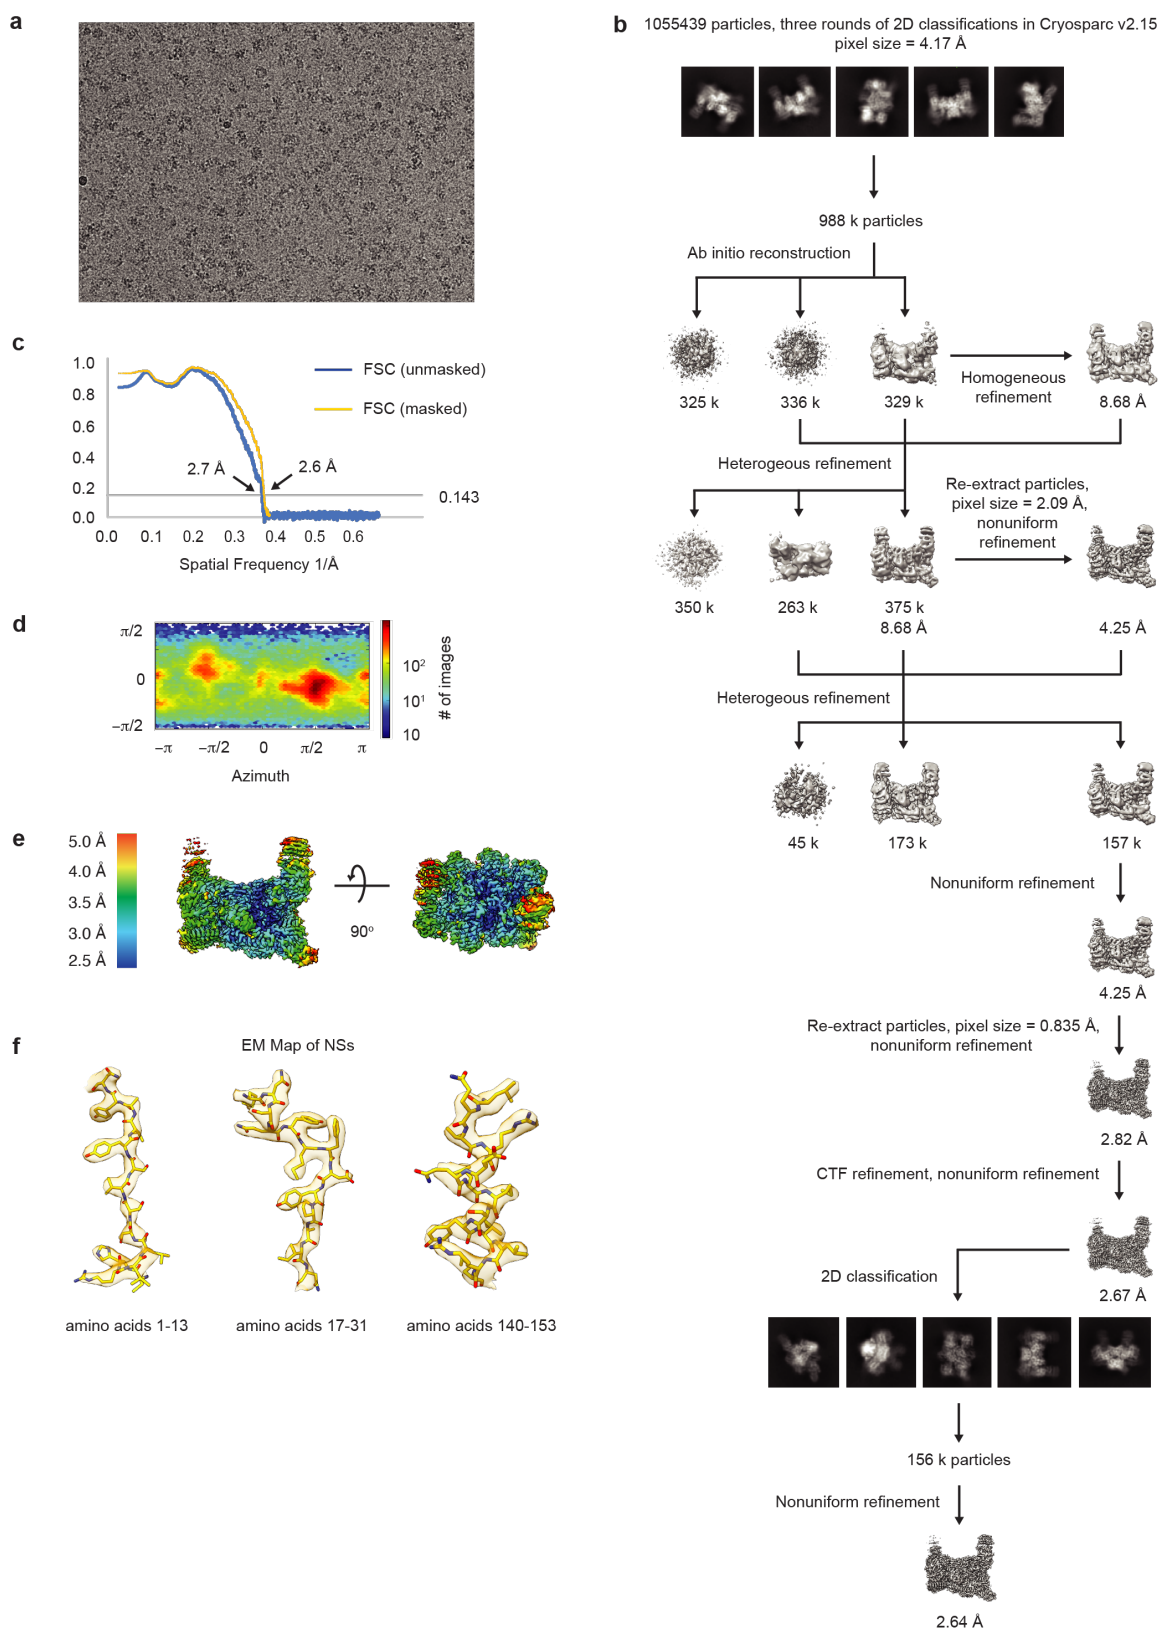 a
b
1055439 particles, three rounds of 2D classifications in Cryosparc v2.15
pixel size = 4.17 Å
988 k particles
Ab initio reconstruction
325 k
336 k
329 k
Homogeneous
refinement
8.68 Å
Heterogeous refinement
Re-extract particles,
pixel size = 2.09 Å,
nonuniform
refinement
350 k
263 k
375 k
8.68 Å
4.25 Å
Heterogeous refinement
45 k
173 k
157 k
Nonuniform refinement
4.25 Å
Re-extract particles, pixel size = 0.835 Å,
nonuniform refinement
2.82 Å
CTF refinement, nonuniform refinement
2D classification
2.67 Å
156 k particles
Nonuniform refinement
2.64 Å
c
1.0
0.8
0.6
0.4
0.2
0.0
FSC (unmasked)
FSC (masked)
2.7 Å
2.6 Å
0.143
0.0 0.1 0.2 0.3 0.4 0.5 0.6
Spatial Frequency 1/Å
d
π/2
0
−π/2
−π −π/2 0 π/2 π
Azimuth
10²
10¹
10
# of images
e
5.0 Å
4.0 Å
3.5 Å
3.0 Å
2.5 Å
90°
f
EM Map of NSs
amino acids 1-13
amino acids 17-31
amino acids 140-153